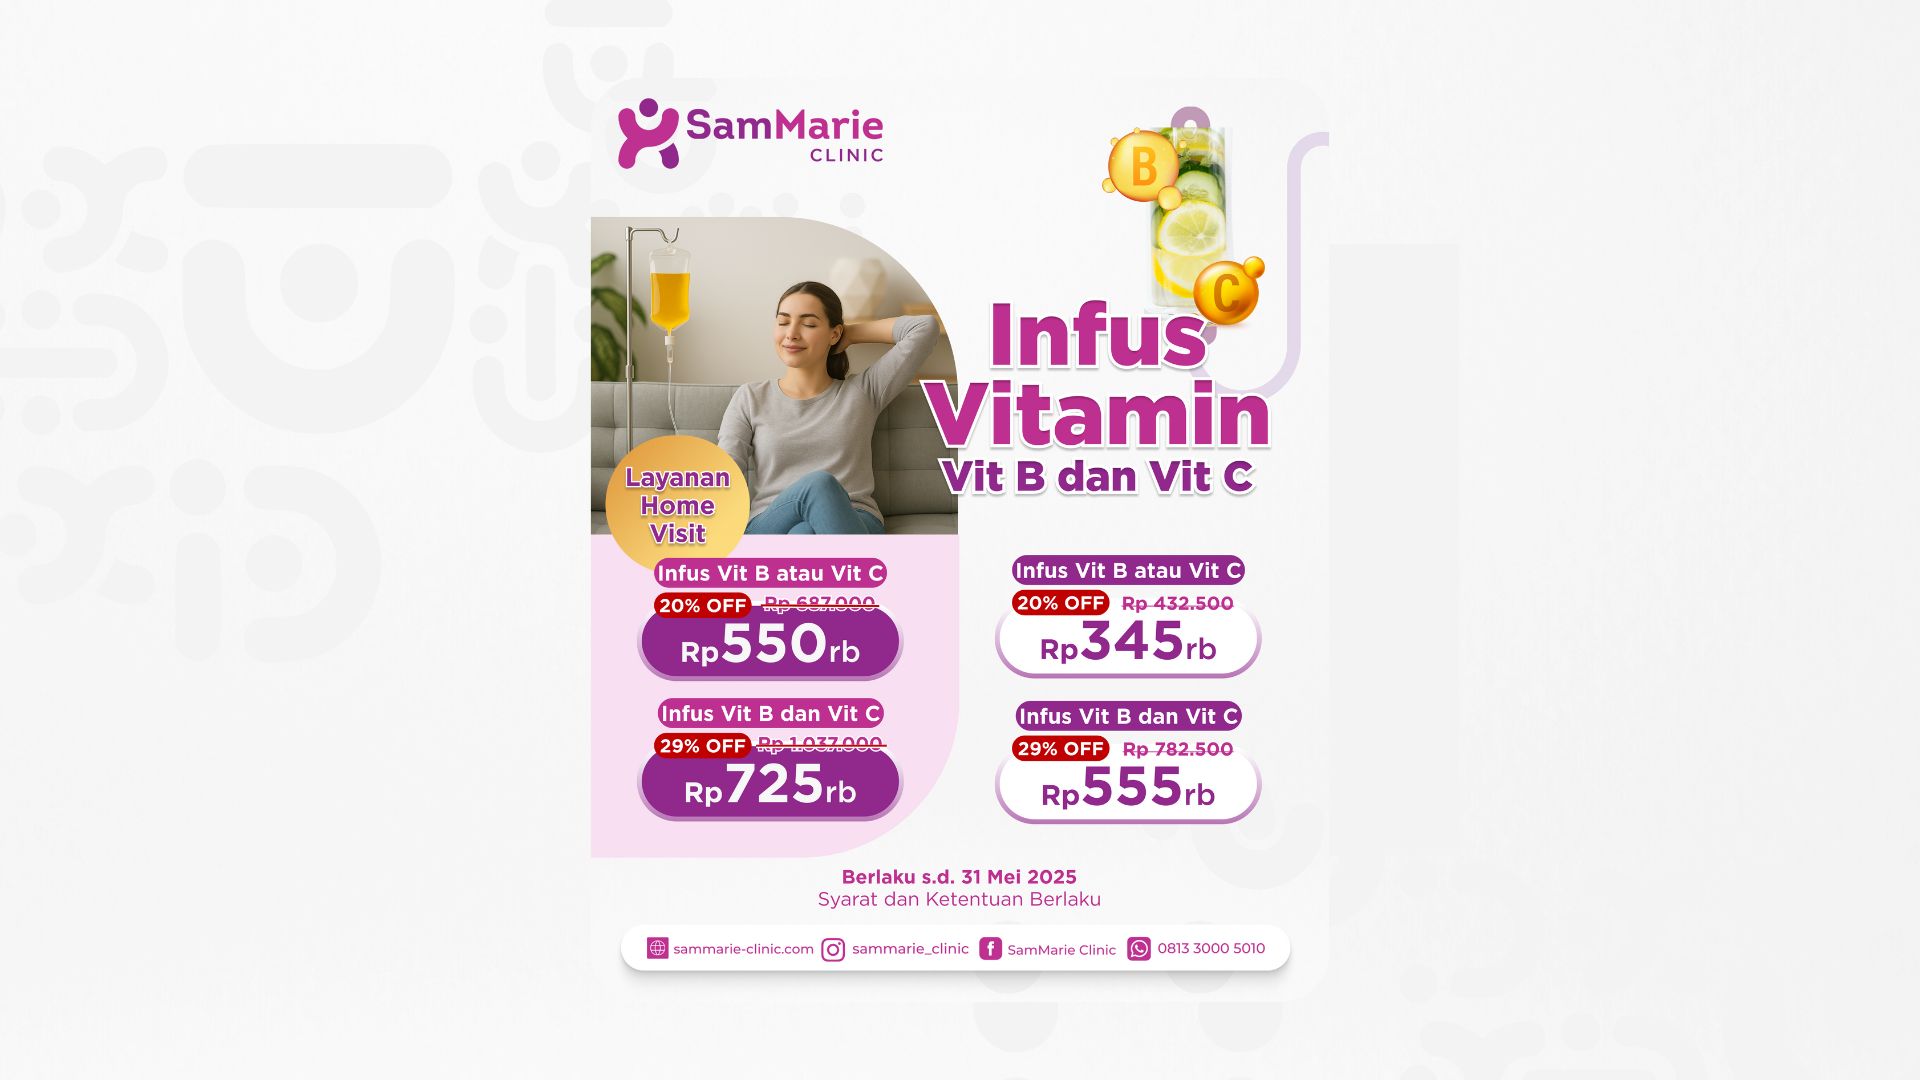 SamMarie
CLINIC
B
C
Infus
Vitamin
Vit B dan Vit C
Layanan
Home
Visit
Infus Vit B atau Vit C
20% OFF Rp 687.000
Rp550rb
Infus Vit B dan Vit C
29% OFF Rp 1.037.000
Rp725rb
Infus Vit B atau Vit C
20% OFF Rp 432.500
Rp345rb
Infus Vit B dan Vit C
29% OFF Rp 782.500
Rp555rb
Berlaku s.d. 31 Mei 2025
Syarat dan Ketentuan Berlaku
sammarie-clinic.com sammarie_clinic SamMarie Clinic 0813 3000 5010